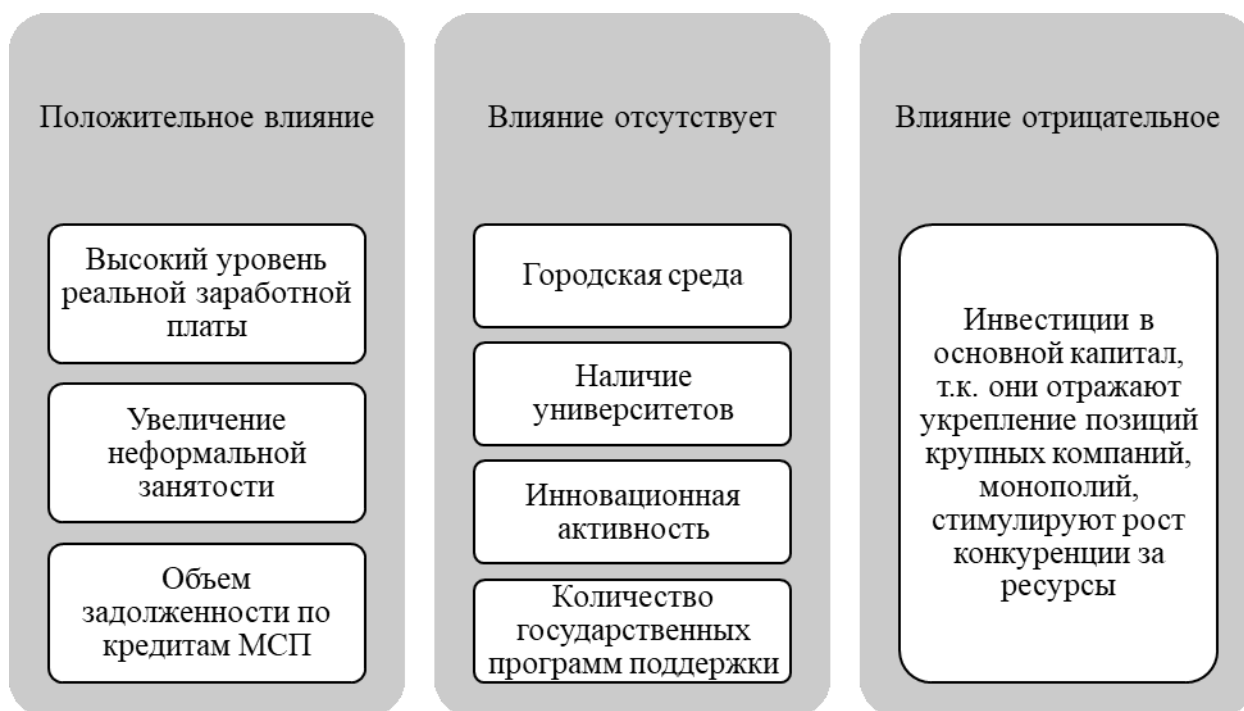 Положительное влияние
Высокий уровень
реальной заработной
платы
Увеличение
неформальной
занятости
Объем
задолженности по
кредитам МСП
Влияние отсутствует
Городская среда
Наличие
университетов
Инновационная
активность
Количество
государственных
программ поддержки
Влияние отрицательное
Инвестиции в
основной капитал,
т.к. они отражают
укрепление позиций
крупных компаний,
монополий,
стимулируют рост
конкуренции за
ресурсы